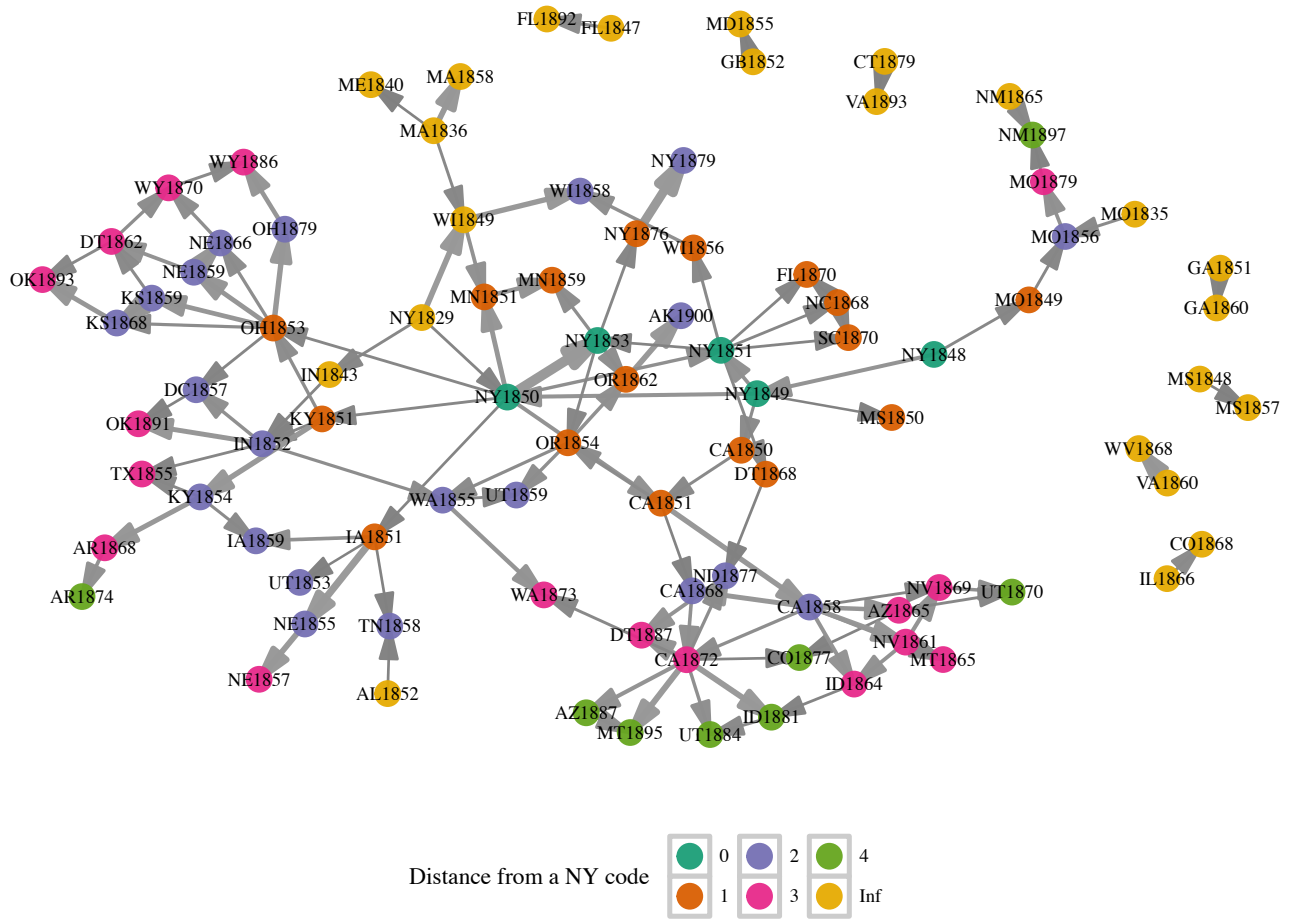 FL1892
FL1847
MD1855
GB1852
CT1879
VA1893
ME1840
MA1858
MA1836
NM1865
NM1897
WY1886
WY1870
NY1879
WI1858
MO1879
MO1835
OH1879
DT1862
NE1866
WI1849
NY1876
WI1856
MO1856
NE1859
OK1893
MN1859
FL1870
GA1851
KS1859
MN1851
NC1868
MO1849
GA1860
KS1868
OH1853
NY1829
AK1900
NY1853
SC1870
NY1851
NY1848
IN1843
OR1862
MS1848
DC1857
NY1850
NY1849
MS1857
OK1891
KY1851
MS1850
IN1852
OR1854
CA1850
WV1868
TX1855
DT1868
VA1860
KY1854
WA1855
UT1859
CA1851
IA1859
IA1851
AR1868
CO1868
UT1853
ND1877
IL1866
AR1874
WA1873
CA1868
NV1869
UT1870
NE1855
TN1858
CA1858
AZ1865
DT1887
NV1861
CA1872
CO1877
MT1865
NE1857
AL1852
ID1864
AZ1887
MT1895
UT1884
ID1881
Distance from a NY code
0
2
4
1
3
Inf